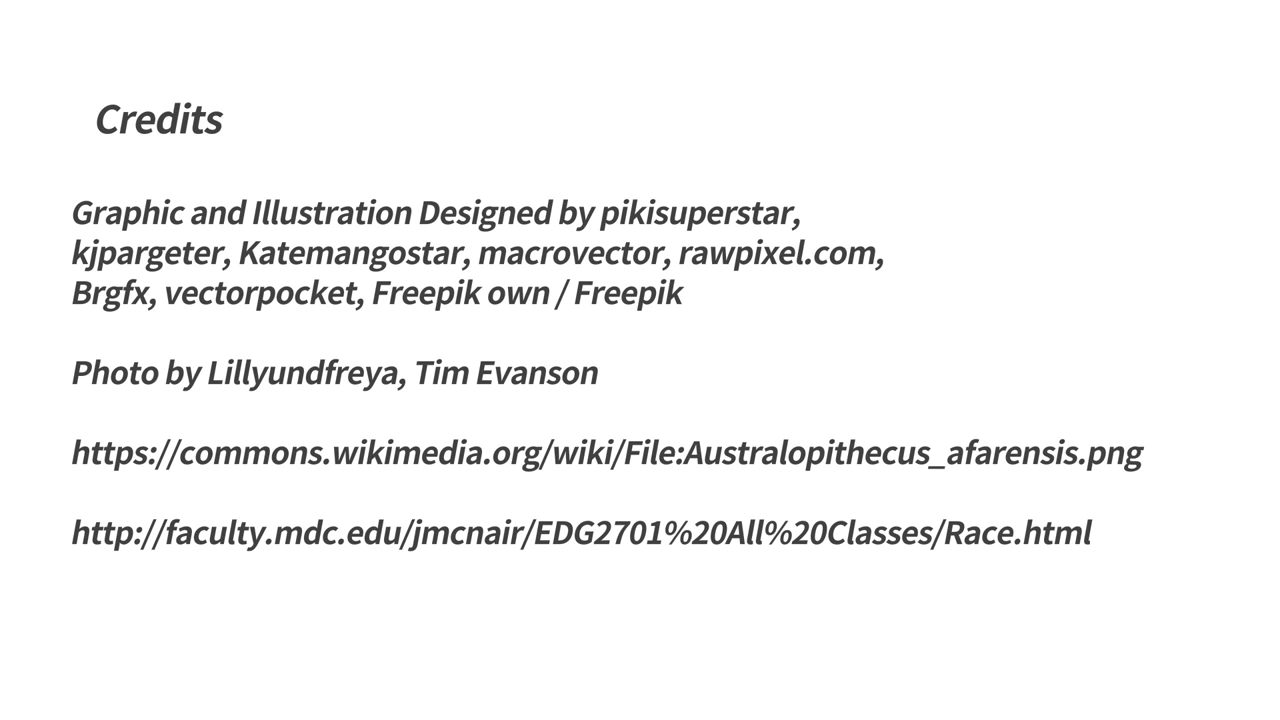 Credits
Graphic and Illustration Designed by pikisuperstar,
kjpargeter, Katemangostar, macrovector, rawpixel.com,
Brgfx, vectorpocket, Freepik own / Freepik
Photo by Lillyundfreya, Tim Evanson
https://commons.wikimedia.org/wiki/File:Australopithecus_afarensis.png
http://faculty.mdc.edu/jmcnair/EDG2701%20All%20Classes/Race.html